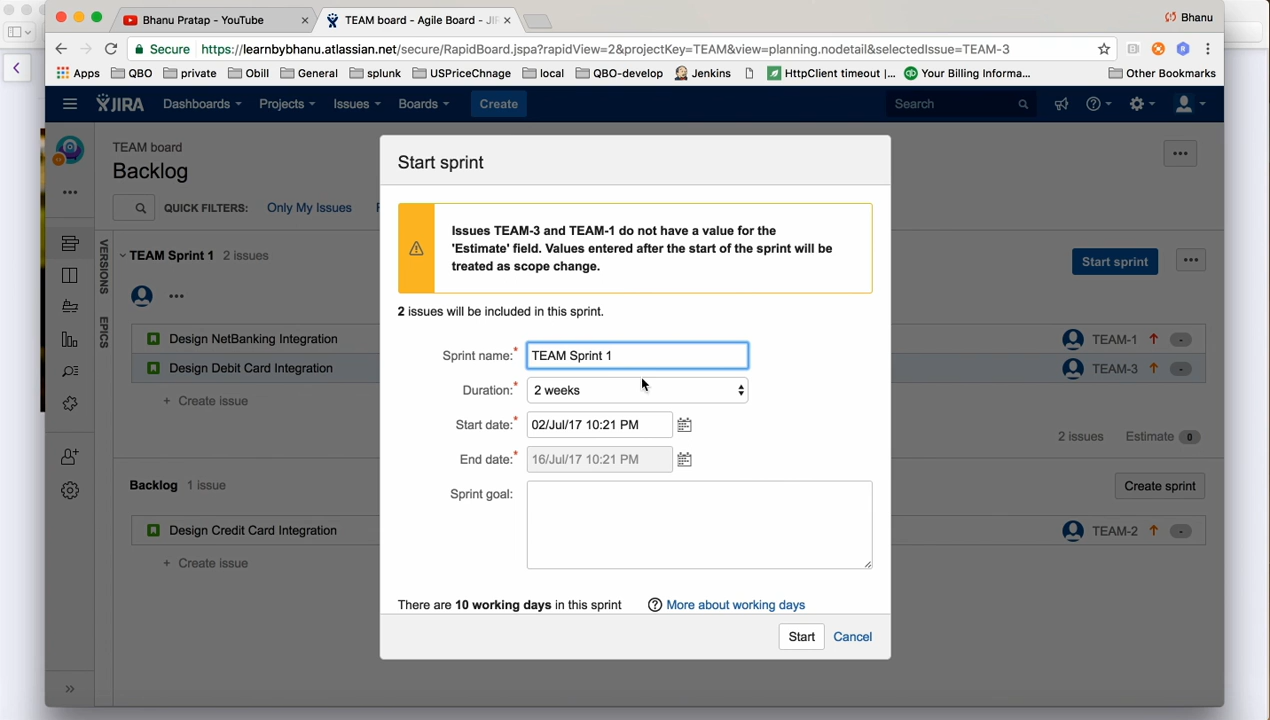 Bhanu Pratap - YouTube
TEAM board - Agile Board - JI
Bhanu
Secure https://learnbybhanu.atlassian.net/secure/RapidBoard.jspa?rapidView=2&projectKey=TEAM&view=planning.nodetail&selectedIssue=TEAM-3
Apps QBO private Obill General splunk USPriceChnage local QBO-develop Jenkins HttpClient timeout |... Your Billing Informa... Other Bookmarks
JIRA Dashboards Projects Issues Boards Create Search
TEAM board
Backlog
QUICK FILTERS: Only My Issues
VERSIONS
EPICS
TEAM Sprint 1 2 issues
Start sprint
Design NetBanking Integration TEAM-1 -
Design Debit Card Integration TEAM-3 -
+ Create issue
2 issues Estimate 0
Backlog 1 issue
Create sprint
Design Credit Card Integration TEAM-2 -
+ Create issue
Start sprint
Issues TEAM-3 and TEAM-1 do not have a value for the
'Estimate' field. Values entered after the start of the sprint will be
treated as scope change.
2 issues will be included in this sprint.
Sprint name:* TEAM Sprint 1
Duration:* 2 weeks
Start date:* 02/Jul/17 10:21 PM
End date:* 16/Jul/17 10:21 PM
Sprint goal:
There are 10 working days in this sprint More about working days
Start Cancel